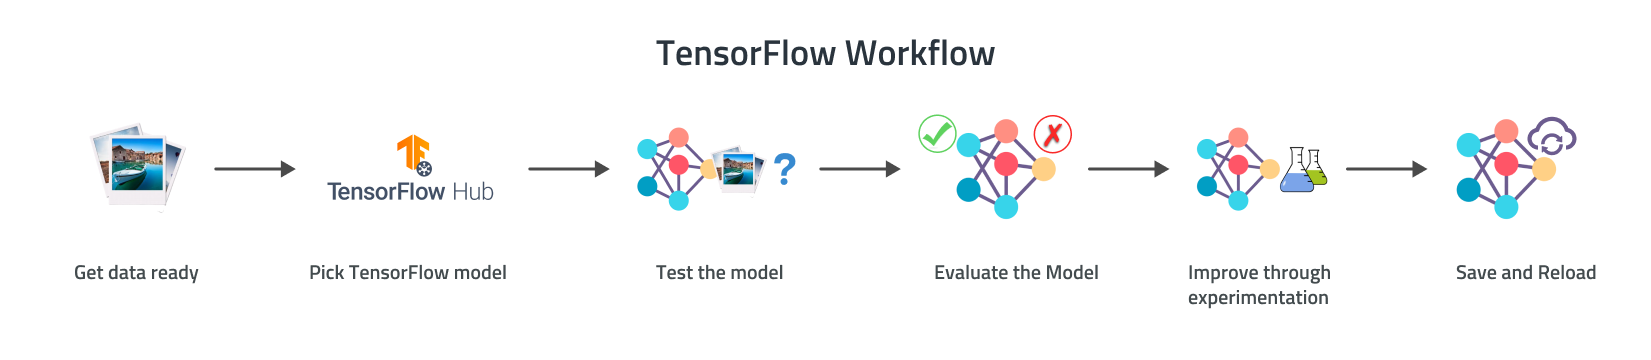 TensorFlow Workflow
TensorFlow Hub
?
Get data ready
Pick TensorFlow model
Test the model
Evaluate the Model
Improve through
experimentation
Save and Reload